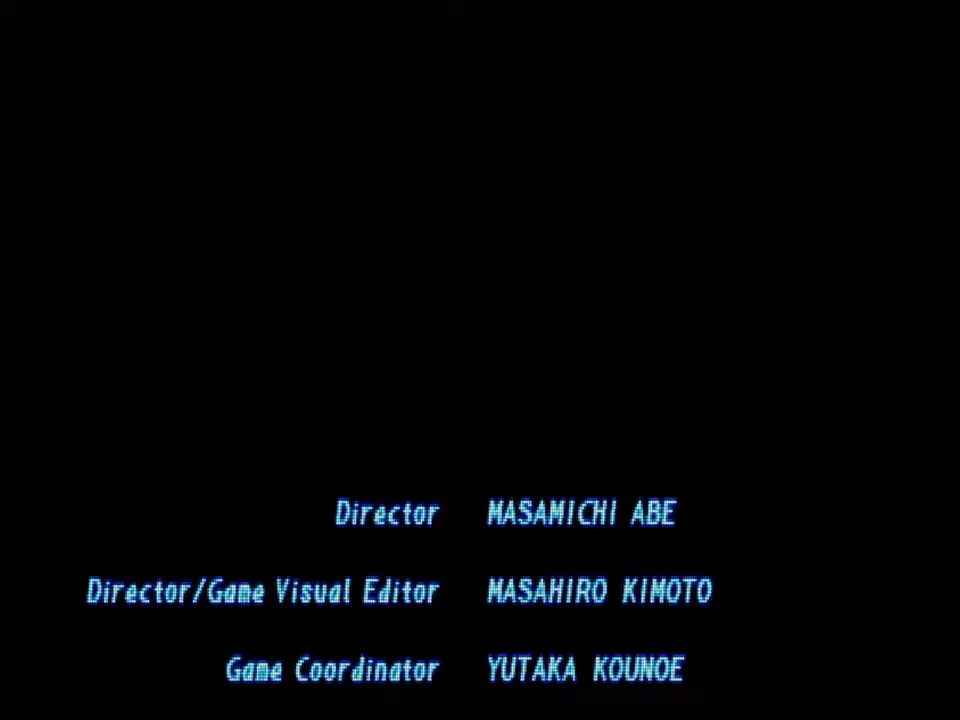 Director MASAMICHI ABE
Director/Game Visual Editor MASAHIRO KIMOTO
Game Coordinator YUTAKA KOUNOE